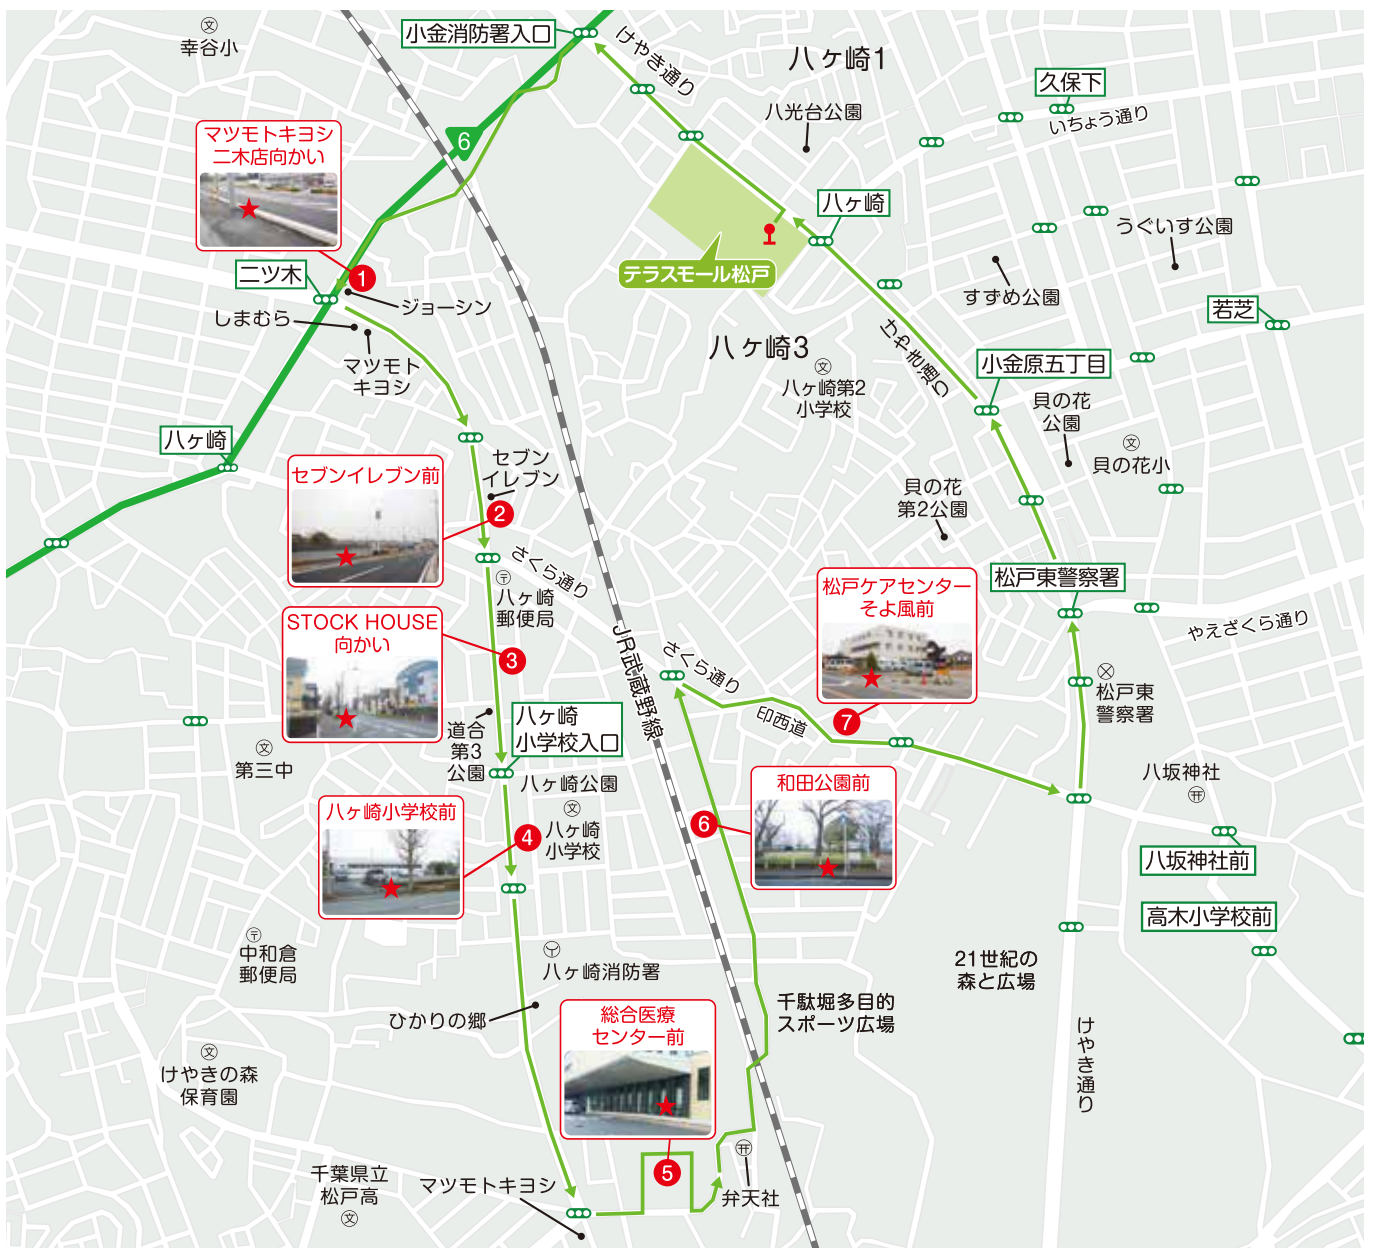 幸谷小
小金消防署入口
けやき通り
八ヶ崎1
久保下
いちょう通り
八光台公園
6
マツモトキヨシ
二木店向かい
八ヶ崎
うぐいす公園
二ツ木
1
ジョーシン
しまむら
テラスモール松戸
すずめ公園
若芝
マツモト
キヨシ
八ヶ崎3
けやき通り
小金原五丁目
八ヶ崎第2
小学校
貝の花
公園
八ヶ崎
貝の花小
セブンイレブン前
セブン
イレブン
2
貝の花
第2公園
さくら通り
八ヶ崎
郵便局
松戸ケアセンター
そよ風前
松戸東警察署
やえざくら通り
STOCK HOUSE
向かい
3
JR武蔵野線
さくら通り
印西道
7
松戸東
警察署
道合
第3
公園
八ヶ崎
小学校入口
第三中
八ヶ崎公園
和田公園前
八坂神社
八ヶ崎小学校前
4
八ヶ崎
小学校
6
八坂神社前
高木小学校前
中和倉
郵便局
八ヶ崎消防署
21世紀の
森と広場
ひかりの郷
総合医療
センター前
千駄堀多目的
スポーツ広場
けやき通り
けやきの森
保育園
千葉県立
松戸高
マツモトキヨシ
5
弁天社